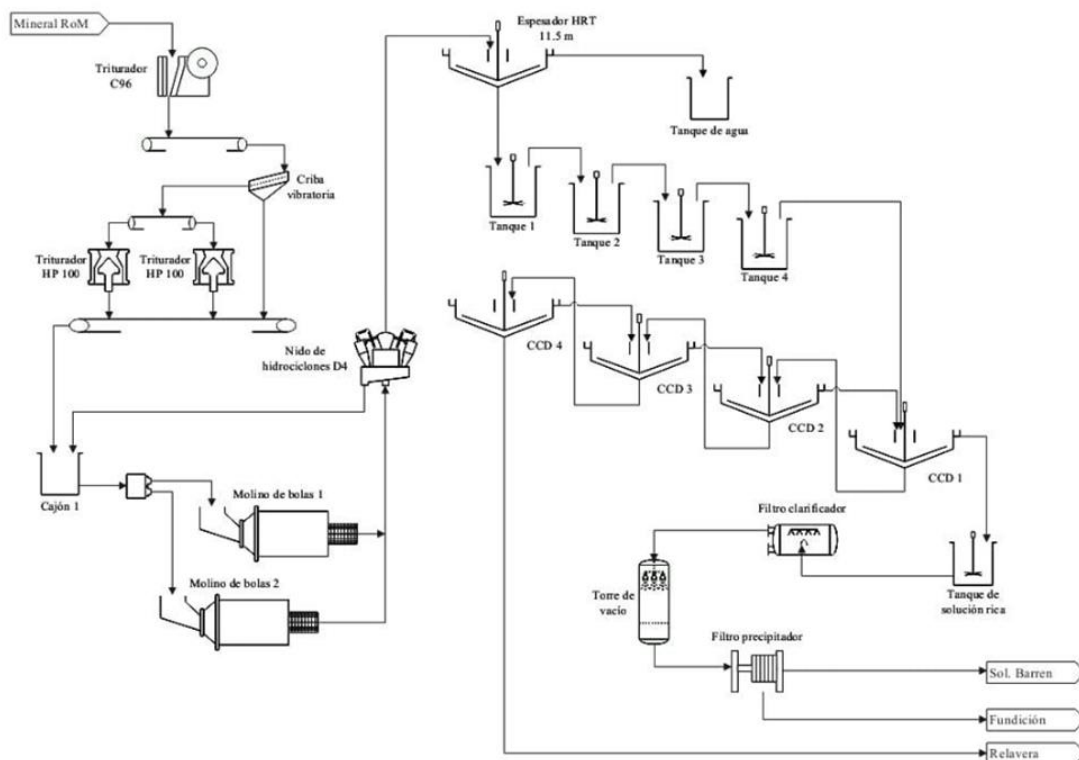 Mineral RoM
Triturador
C96
Espesador HRT
11.5 m
Tanque de agua
Criba
vibratoria
Triturador
HP 100
Triturador
HP 100
Tanque 1
Tanque 2
Tanque 3
Tanque 4
Nido de
hidrociclones D4
CCD 4
CCD 3
CCD 2
CCD 1
Cajón 1
Molino de bolas 1
Molino de bolas 2
Filtro clarificador
Torre de
vacío
Tanque de
solución rica
Filtro precipitador
Sol. Barren
Fundición
Relavera